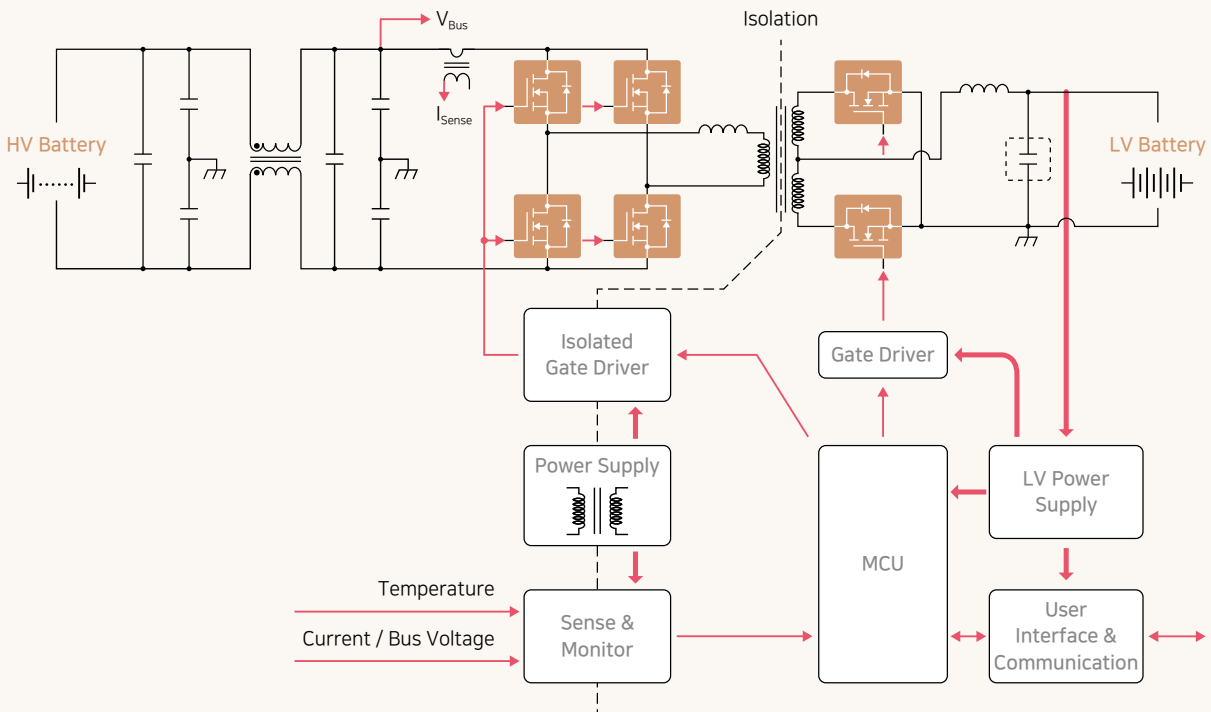 V_Bus
Isolation
I_Sense
HV Battery
LV Battery
Isolated
Gate Driver
Gate Driver
Power Supply
LV Power
Supply
MCU
Temperature
Current / Bus Voltage
Sense &
Monitor
User
Interface &
Communication